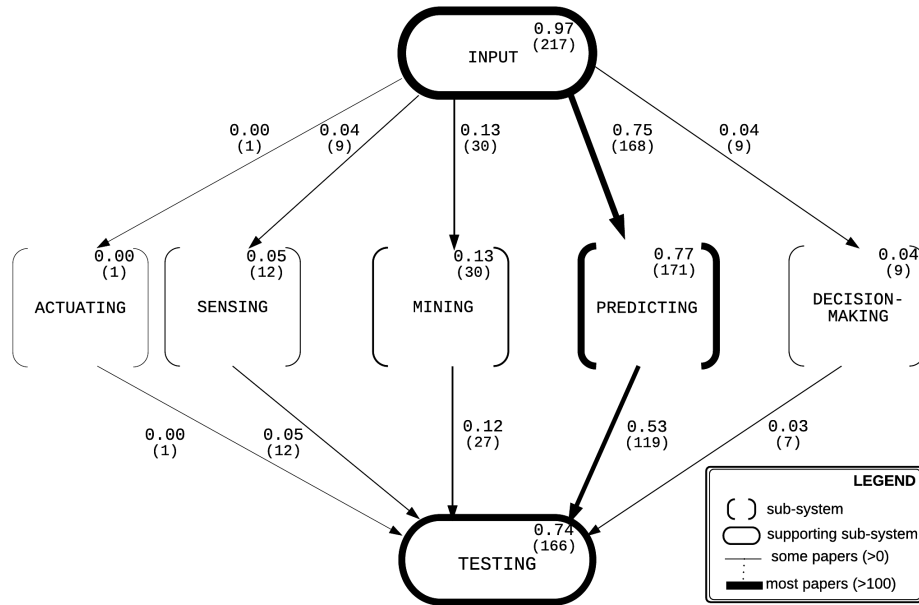 0.97
(217)
INPUT
0.00
(1)
0.04
(9)
0.13
(30)
0.75
(168)
0.04
(9)
0.00
(1)
ACTUATING
0.05
(12)
SENSING
0.13
(30)
MINING
0.77
(171)
PREDICTING
0.04
(9)
DECISION-
MAKING
0.00
(1)
0.05
(12)
0.12
(27)
0.53
(119)
0.03
(7)
0.74
(166)
TESTING
LEGEND
sub-system
supporting sub-system
some papers (>0)
most papers (>100)